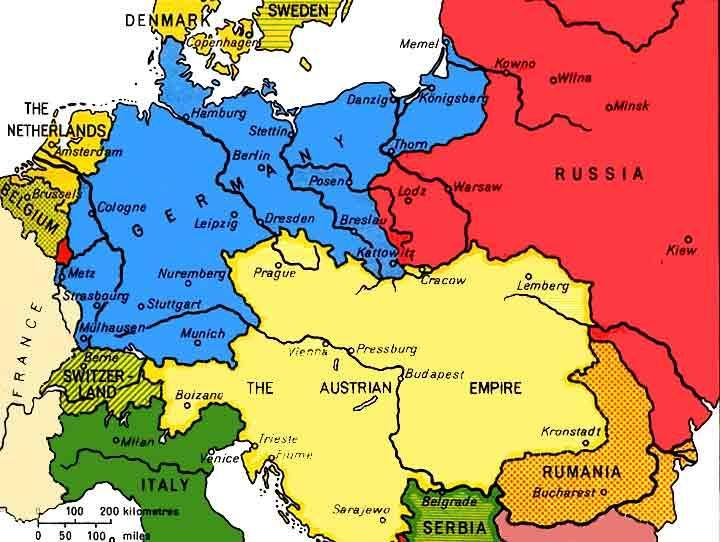 SWEDEN
DENMARK
Copenhagen
Memel
Kowno
Wilna
Minsk
Danzig
Königsberg
THE
NETHERLANDS
Amsterdam
Hamburg
Stettin
Berlin
Thorn
Posen
GERMANY
RUSSIA
Brussels
BELGIUM
Cologne
Leipzig
Dresden
Breslau
Lodz
Warsaw
Kattowitz
Kiew
Metz
Nuremberg
Prague
Cracow
Lemberg
Strasbourg
Stuttgart
FRANCE
Mülhausen
Munich
Vienna
Pressburg
Berne
SWITZER
LAND
Budapest
THE AUSTRIAN EMPIRE
Bolzano
Milan
Venice
Trieste
Fiume
Kronstadt
ITALY
RUMANIA
Bucharest
Sarajewo
Belgrade
SERBIA
100 200 kilometres
0 50 100 miles